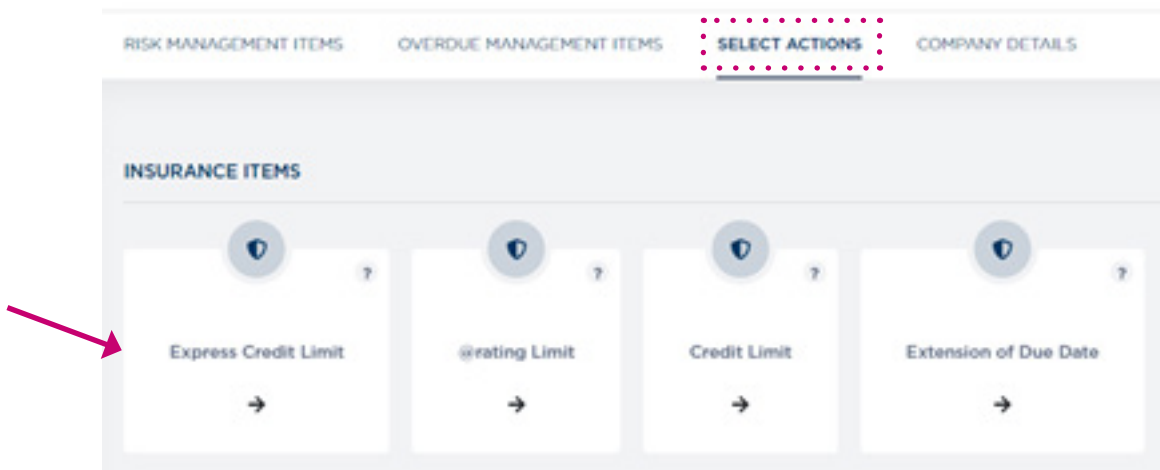 RISK MANAGEMENT ITEMS OVERDUE MANAGEMENT ITEMS SELECT ACTIONS COMPANY DETAILS
INSURANCE ITEMS
? ? ? ?
Express Credit Limit @rating Limit Credit Limit Extension of Due Date